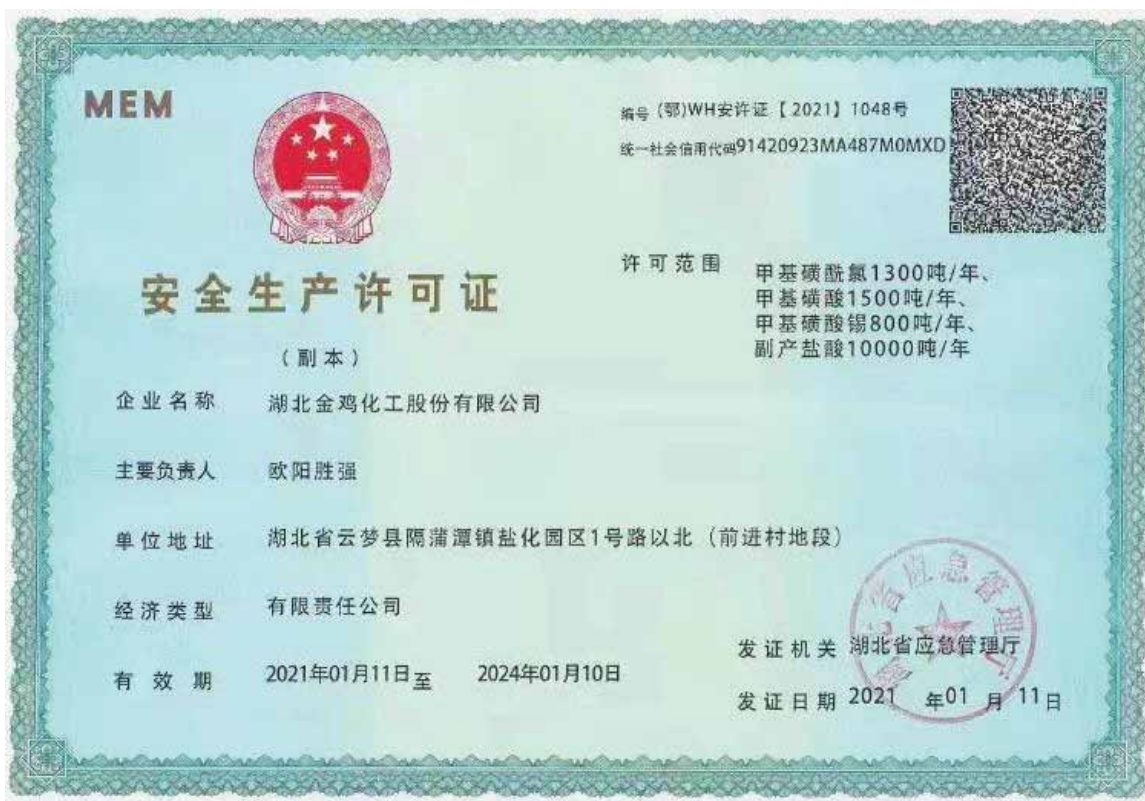 MEM
编号 (鄂)WH安许证【2021】1048号
统一社会信用代码91420923MA487M0MXD
安全生产许可证
(副本)
许可范围 甲基磺酰氯1300吨/年、
甲基磺酸1500吨/年、
甲基磺酸锡800吨/年、
副产盐酸10000吨/年
企业名称 湖北金鸡化工股份有限公司
主要负责人 欧阳胜强
单位地址 湖北省云梦县隔蒲潭镇盐化园区1号路以北（前进村地段）
经济类型 有限责任公司
有效期 2021年01月11日至 2024年01月10日
发证机关 湖北省应急管理厅
发证日期 2021 年01 月 11日
湖北省应急管理厅